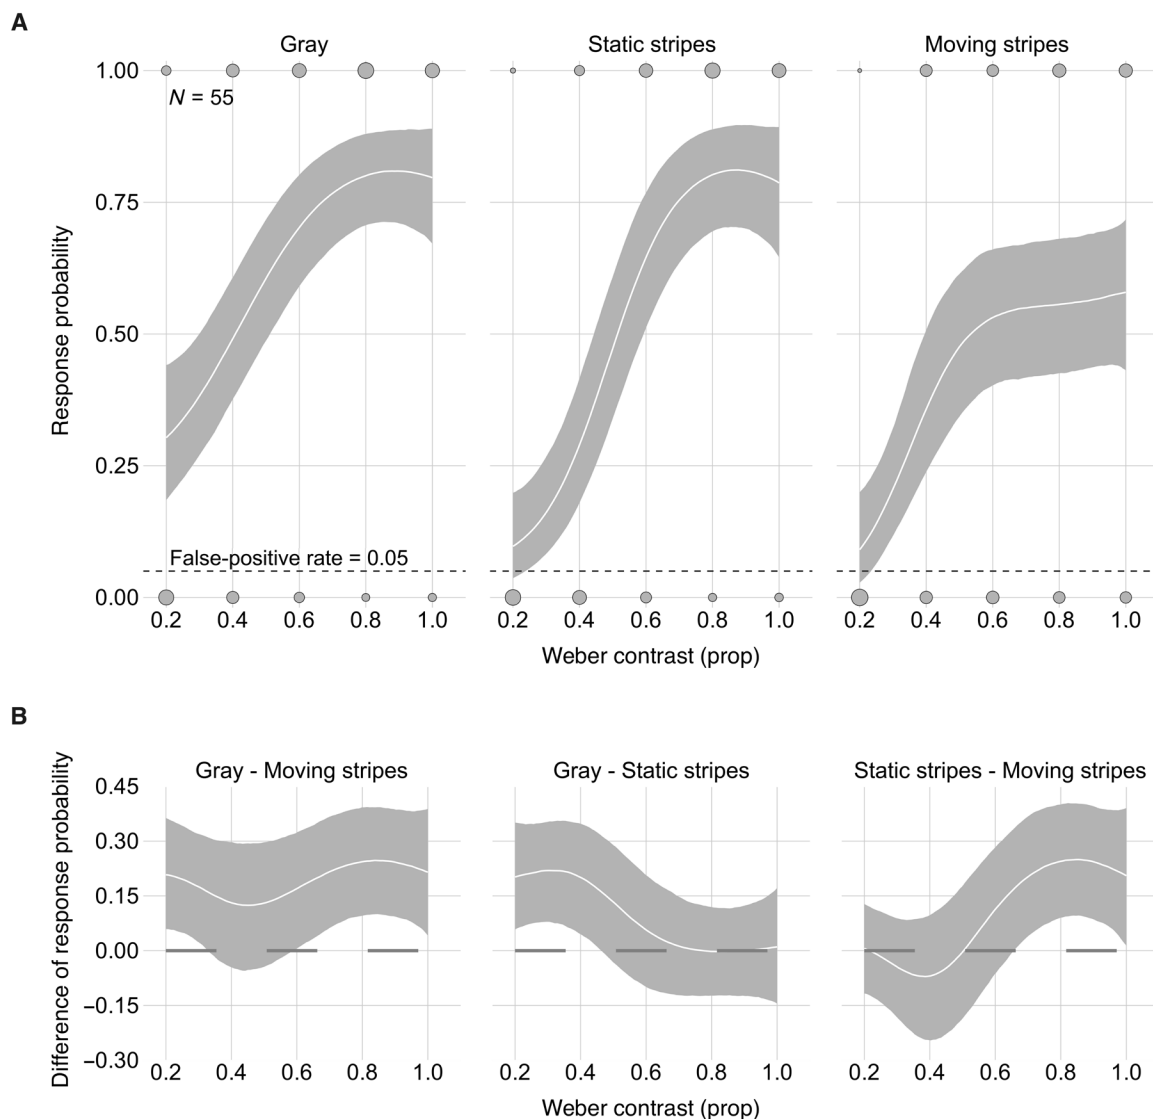 A
Gray Static stripes Moving stripes
1.00
N = 55
0.75
Response probability
0.50
0.25
False-positive rate = 0.05
0.00
0.2 0.4 0.6 0.8 1.0 0.2 0.4 0.6 0.8 1.0 0.2 0.4 0.6 0.8 1.0
Weber contrast (prop)
B
Gray - Moving stripes Gray - Static stripes Static stripes - Moving stripes
Difference of response probability
0.45
0.30
0.15
0.00
−0.15
−0.30
0.2 0.4 0.6 0.8 1.0 0.2 0.4 0.6 0.8 1.0 0.2 0.4 0.6 0.8 1.0
Weber contrast (prop)